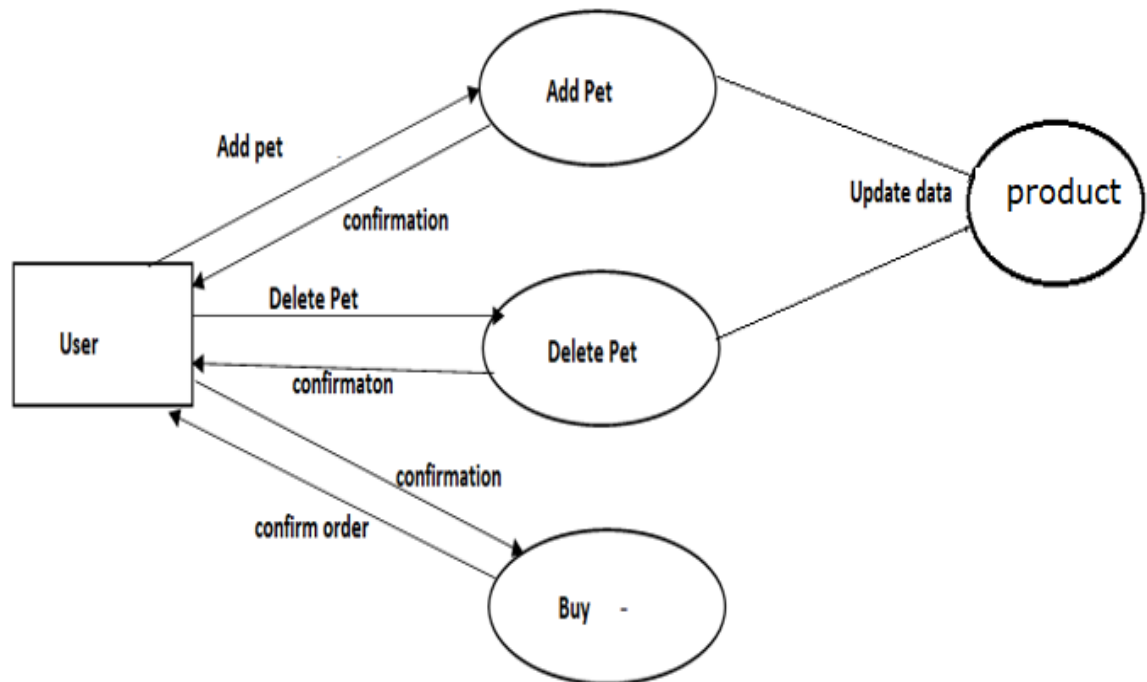 Add Pet
Add pet
confirmation
Update data
product
Delete Pet
User
Delete Pet
confirmaton
confirmation
confirm order
Buy -